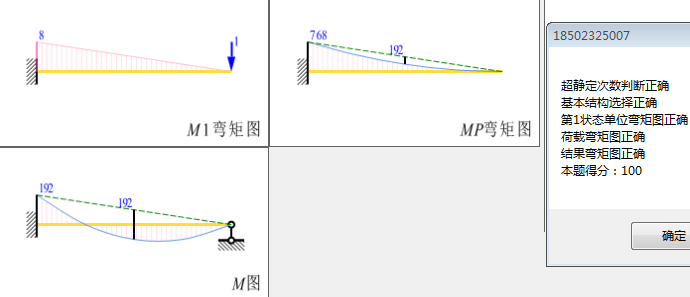 8
1
M1弯矩图
768
192
MP弯矩图
192
192
M图
18502325007
超静定次数判断正确
基本结构选择正确
第1状态单位弯矩图正确
荷载弯矩图正确
结果弯矩图正确
本题得分：100
确定